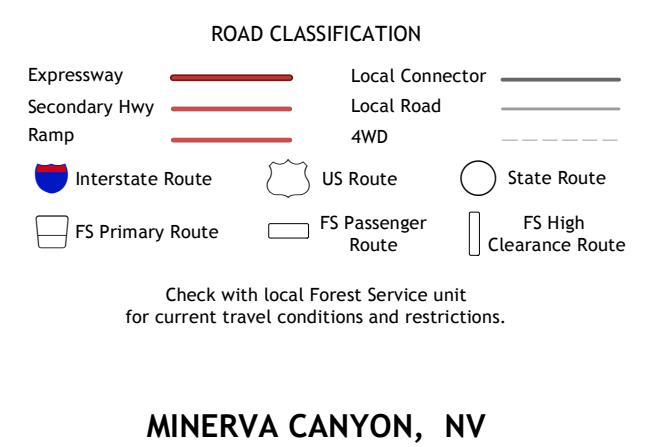 ROAD CLASSIFICATION
Expressway
Local Connector
Secondary Hwy
Local Road
Ramp
4WD
Interstate Route
US Route
State Route
FS Primary Route
FS Passenger
Route
FS High
Clearance Route
Check with local Forest Service unit
for current travel conditions and restrictions.
MINERVA CANYON, NV